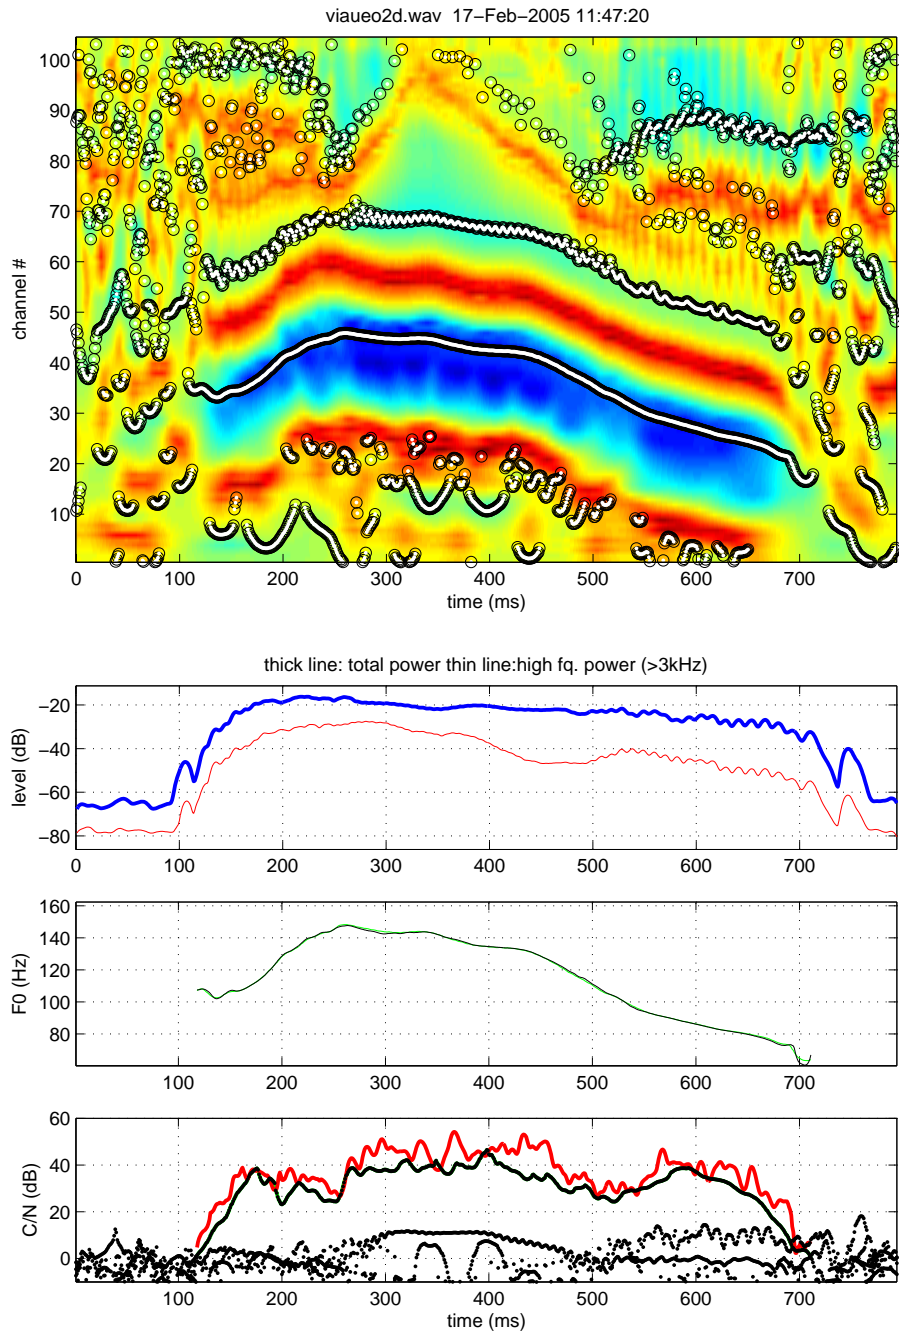 viaueo2d.wav  17-Feb-2005 11:47:20
100
90
80
70
60
50
40
30
20
10
channel #
0 100 200 300 400 500 600 700
time (ms)
thick line: total power thin line:high fq. power (>3kHz)
-20
-40
-60
-80
level (dB)
0 100 200 300 400 500 600 700
160
140
120
100
80
F0 (Hz)
100 200 300 400 500 600 700
60
40
20
0
C/N (dB)
100 200 300 400 500 600 700
time (ms)